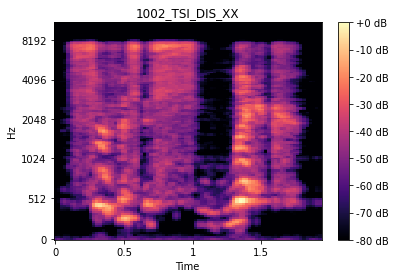 1002_TSI_DIS_XX
+0 dB
8192
-10 dB
4096
-20 dB
-30 dB
2048
Hz
-40 dB
1024
-50 dB
512
-60 dB
-70 dB
0
-80 dB
0
0.5
1
1.5
Time